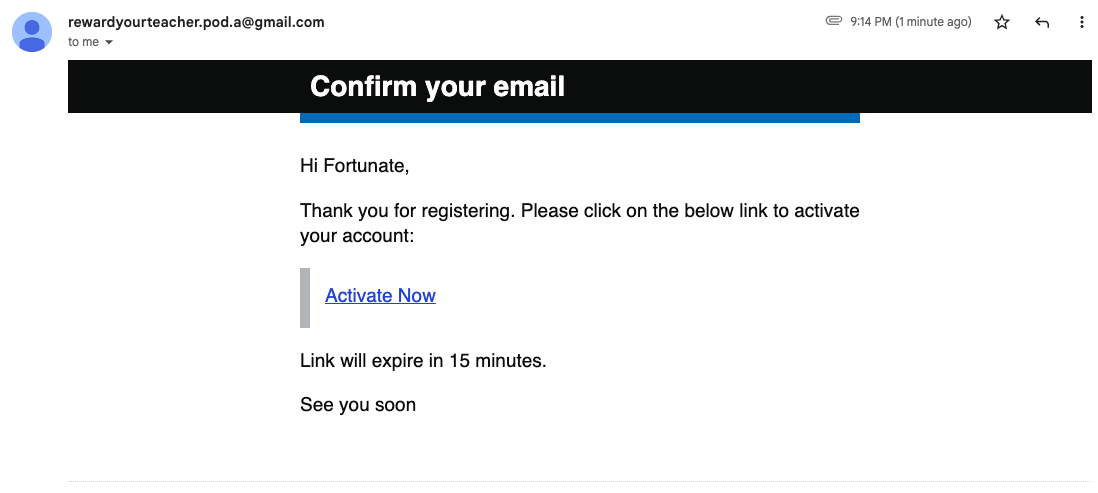 rewardyourteacher.pod.a@gmail.com
9:14 PM (1 minute ago)
to me
Confirm your email
Hi Fortunate,
Thank you for registering. Please click on the below link to activate
your account:
Activate Now
Link will expire in 15 minutes.
See you soon